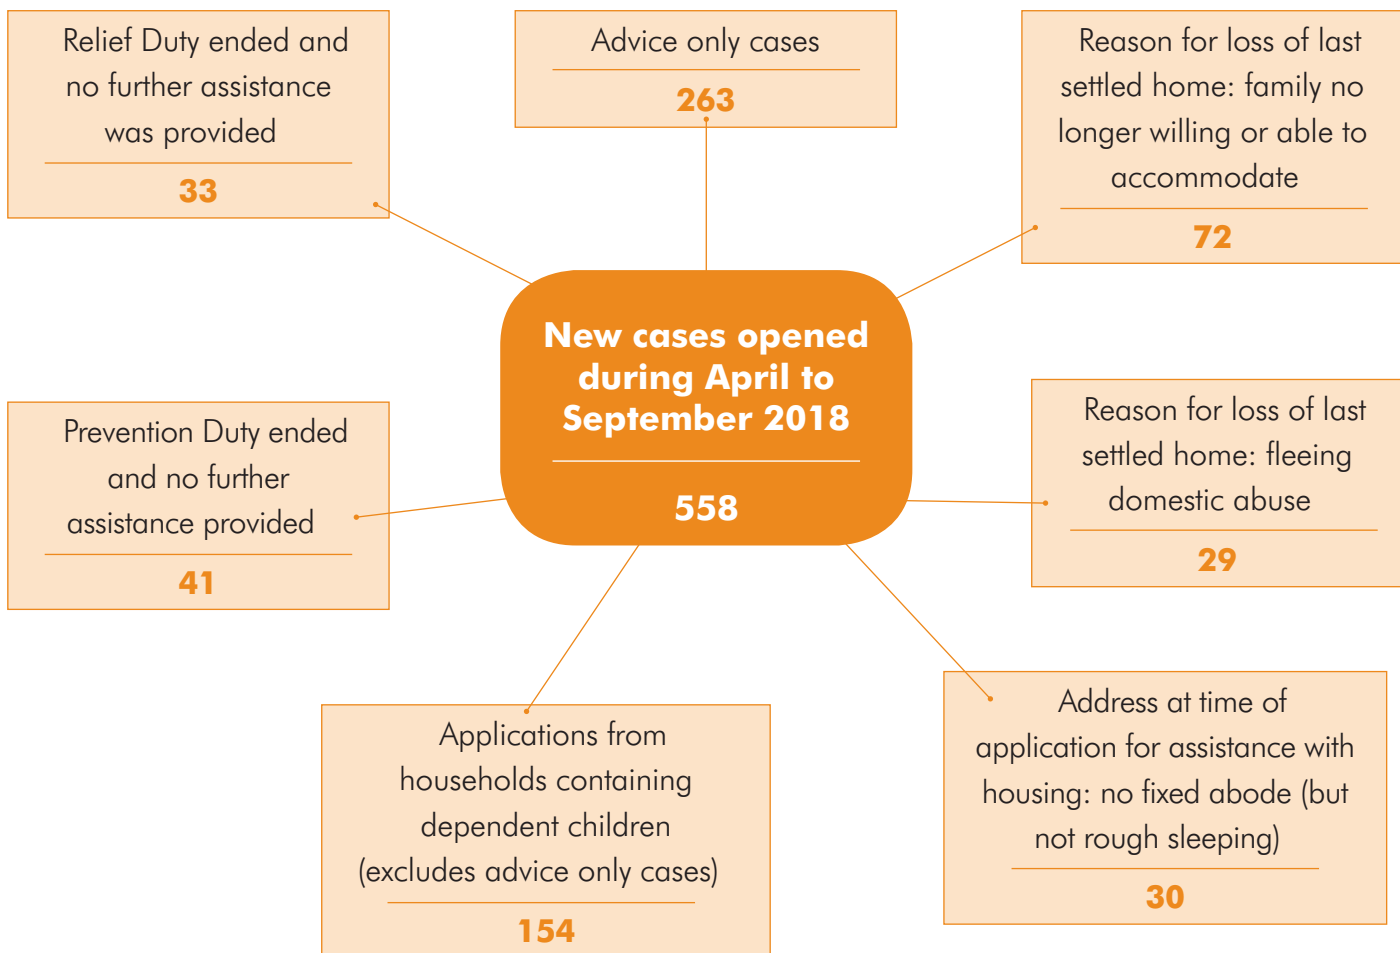 Relief Duty ended and
no further assistance
was provided
33
Advice only cases
263
Reason for loss of last
settled home: family no
longer willing or able to
accommodate
72
New cases opened
during April to
September 2018
558
Prevention Duty ended
and no further
assistance provided
41
Reason for loss of last
settled home: fleeing
domestic abuse
29
Applications from
households containing
dependent children
(excludes advice only cases)
154
Address at time of
application for assistance with
housing: no fixed abode (but
not rough sleeping)
30